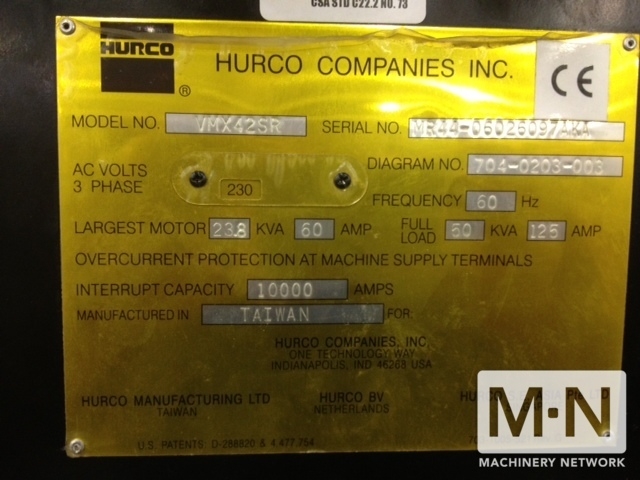 CSA STD C22.2 NO. 73
HURCO
®
HURCO COMPANIES INC.
CE
MODEL NO. VMX42SR SERIAL NO.
AC VOLTS
3 PHASE
230
DIAGRAM NO. 704-0203-003
FREQUENCY 60 Hz
LARGEST MOTOR 23.8 KVA 60 AMP FULL LOAD 50 KVA 125 AMP
OVERCURRENT PROTECTION AT MACHINE SUPPLY TERMINALS
INTERRUPT CAPACITY 10000 AMPS
MANUFACTURED IN TAIWAN FOR:
HURCO COMPANIES, INC.
ONE TECHNOLOGY WAY
INDIANAPOLIS, IN 46268 USA
HURCO MANUFACTURING LTD
TAIWAN
HURCO BV
NETHERLANDS
U.S. PATENTS: D-288820 & 4,477,754
M·N
MACHINERY NETWORK